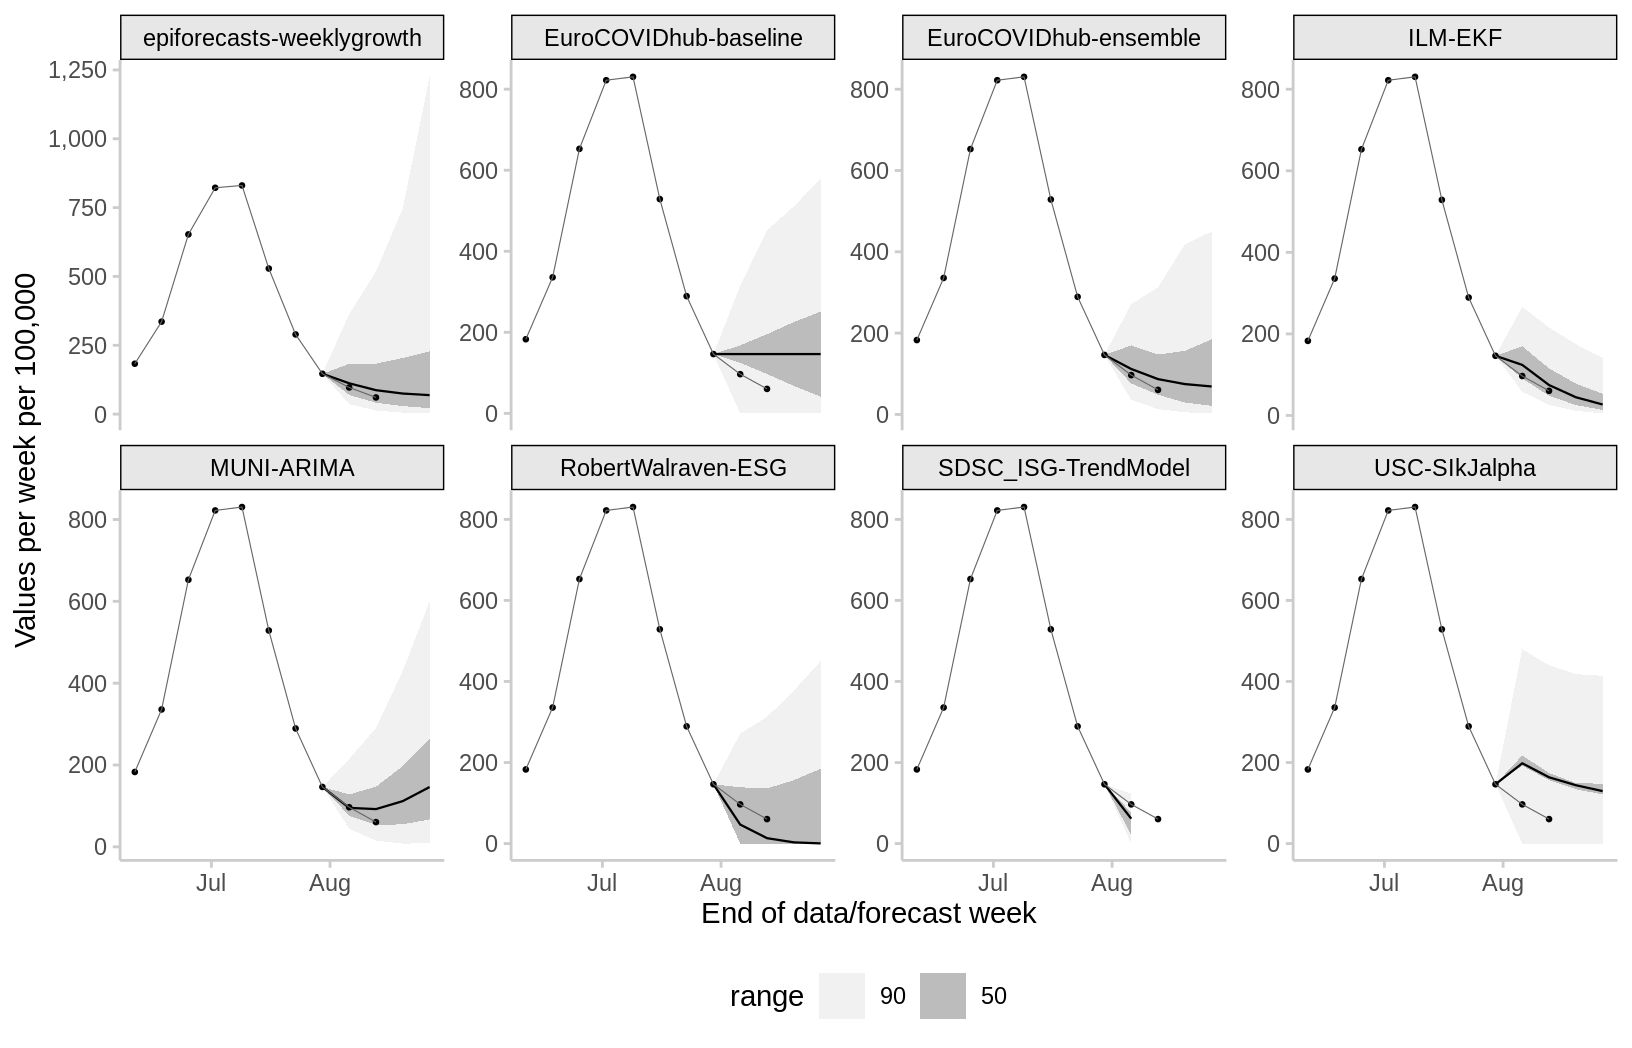 epiforecasts-weeklygrowth
EuroCOVIDhub-baseline
EuroCOVIDhub-ensemble
ILM-EKF
1,250
1,000
750
500
250
0
800
600
400
200
0
800
600
400
200
0
800
600
400
200
0
Values per week per 100,000
MUNI-ARIMA
RobertWalraven-ESG
SDSC_ISG-TrendModel
USC-SIkJalpha
800
600
400
200
0
800
600
400
200
0
800
600
400
200
0
800
600
400
200
0
Jul Aug
Jul Aug
Jul Aug
Jul Aug
End of data/forecast week
range 90 50